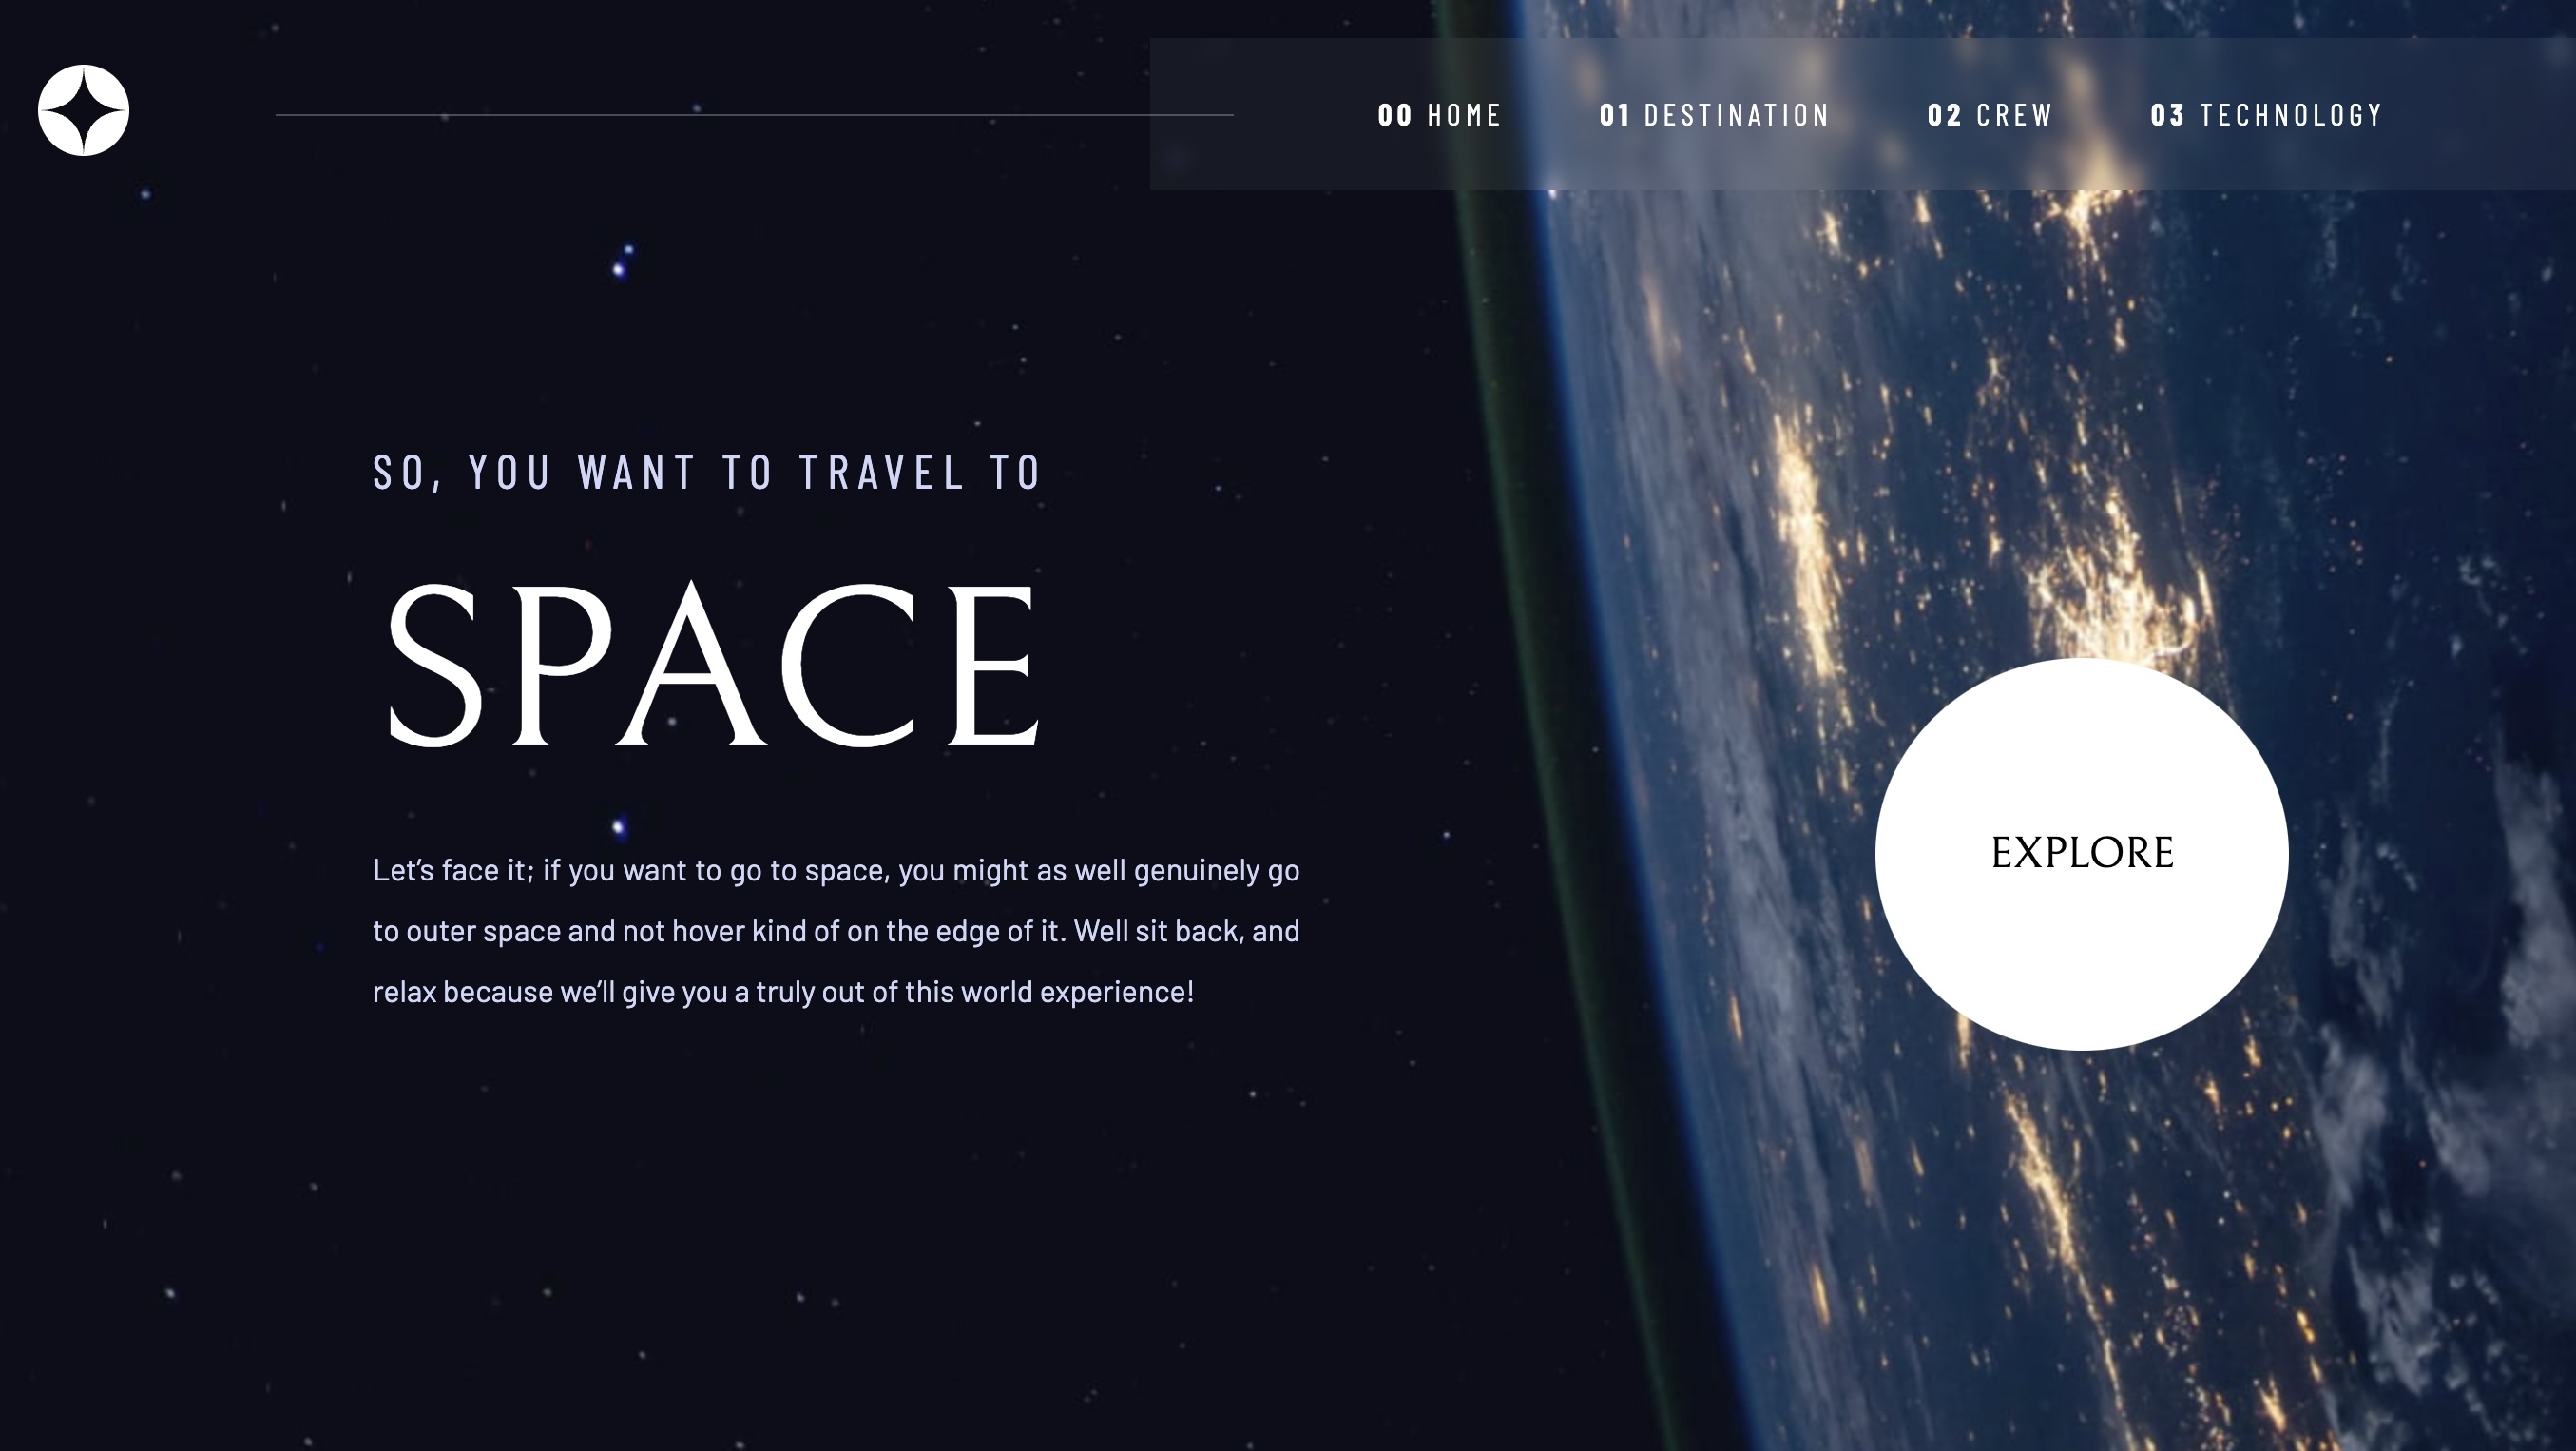 00 HOME 01 DESTINATION 02 CREW 03 TECHNOLOGY
SO, YOU WANT TO TRAVEL TO
SPACE
Let’s face it; if you want to go to space, you might as well genuinely go
to outer space and not hover kind of on the edge of it. Well sit back, and
relax because we’ll give you a truly out of this world experience!
EXPLORE